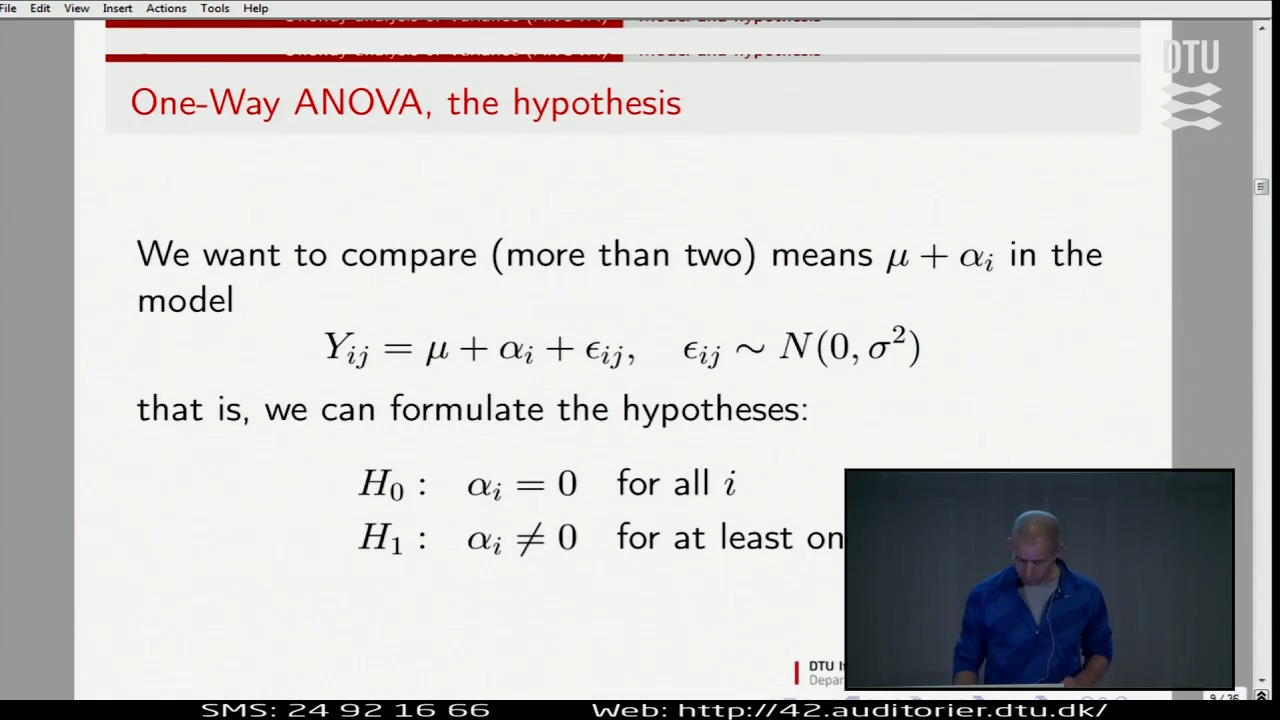 File Edit View Insert Actions Tools Help
DTU
One-Way ANOVA, the hypothesis
We want to compare (more than two) means μ + αᵢ in the
model
Yᵢⱼ = μ + αᵢ + ϵᵢⱼ, ϵᵢⱼ ∼ N(0, σ²)
that is, we can formulate the hypotheses:
H₀ : αᵢ = 0 for all i
H₁ : αᵢ ≠ 0 for at least
DTU
9 / 36
SMS: 24 92 16 66 Web: http://42.auditorier.dtu.dk/